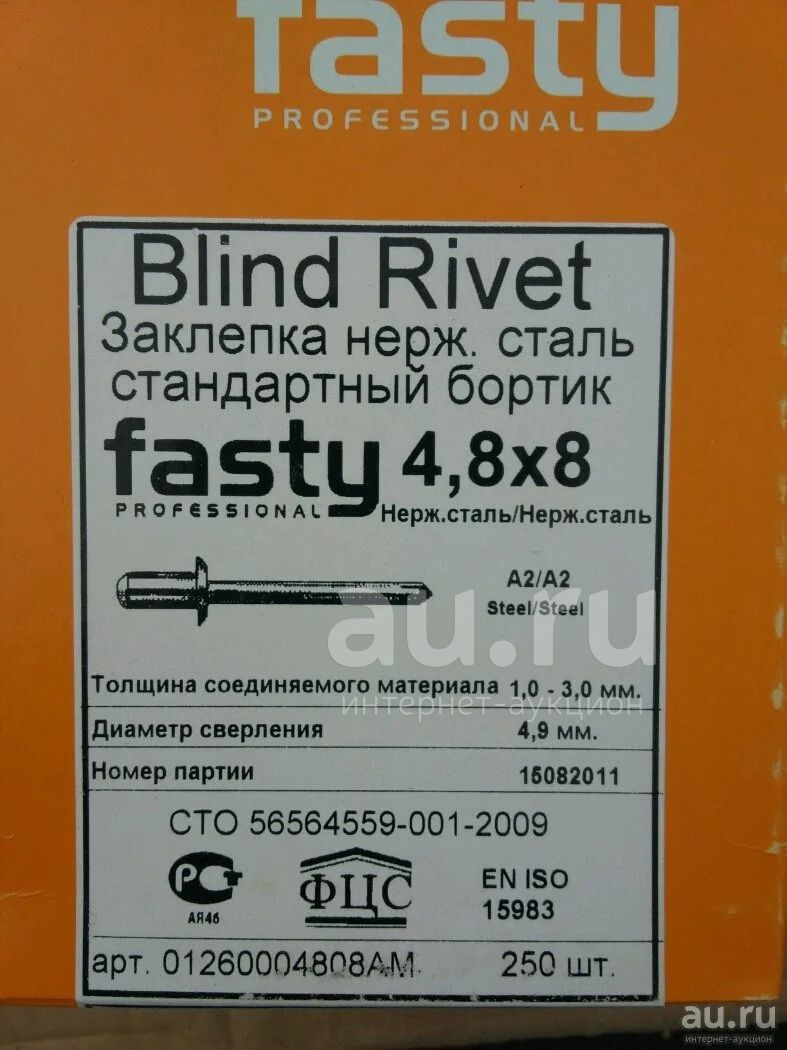 fasty
PROFESSIONAL
Blind Rivet
Заклепка нерж. сталь
стандартный бортик
fasty 4,8x8
PROFESSIONAL Нерж.сталь/Нерж.сталь
A2/A2
Steel/Steel
au.ru
интернет-аукцион
Толщина соединяемого материала 1,0 - 3,0 мм.
Диаметр сверления 4,9 мм.
Номер партии 15082011
СТО 56564559-001-2009
РСТ
АЯ46
ФЦС
EN ISO
15983
арт. 01260004808АМ 250 шт.
au.ru
интернет-аукцион